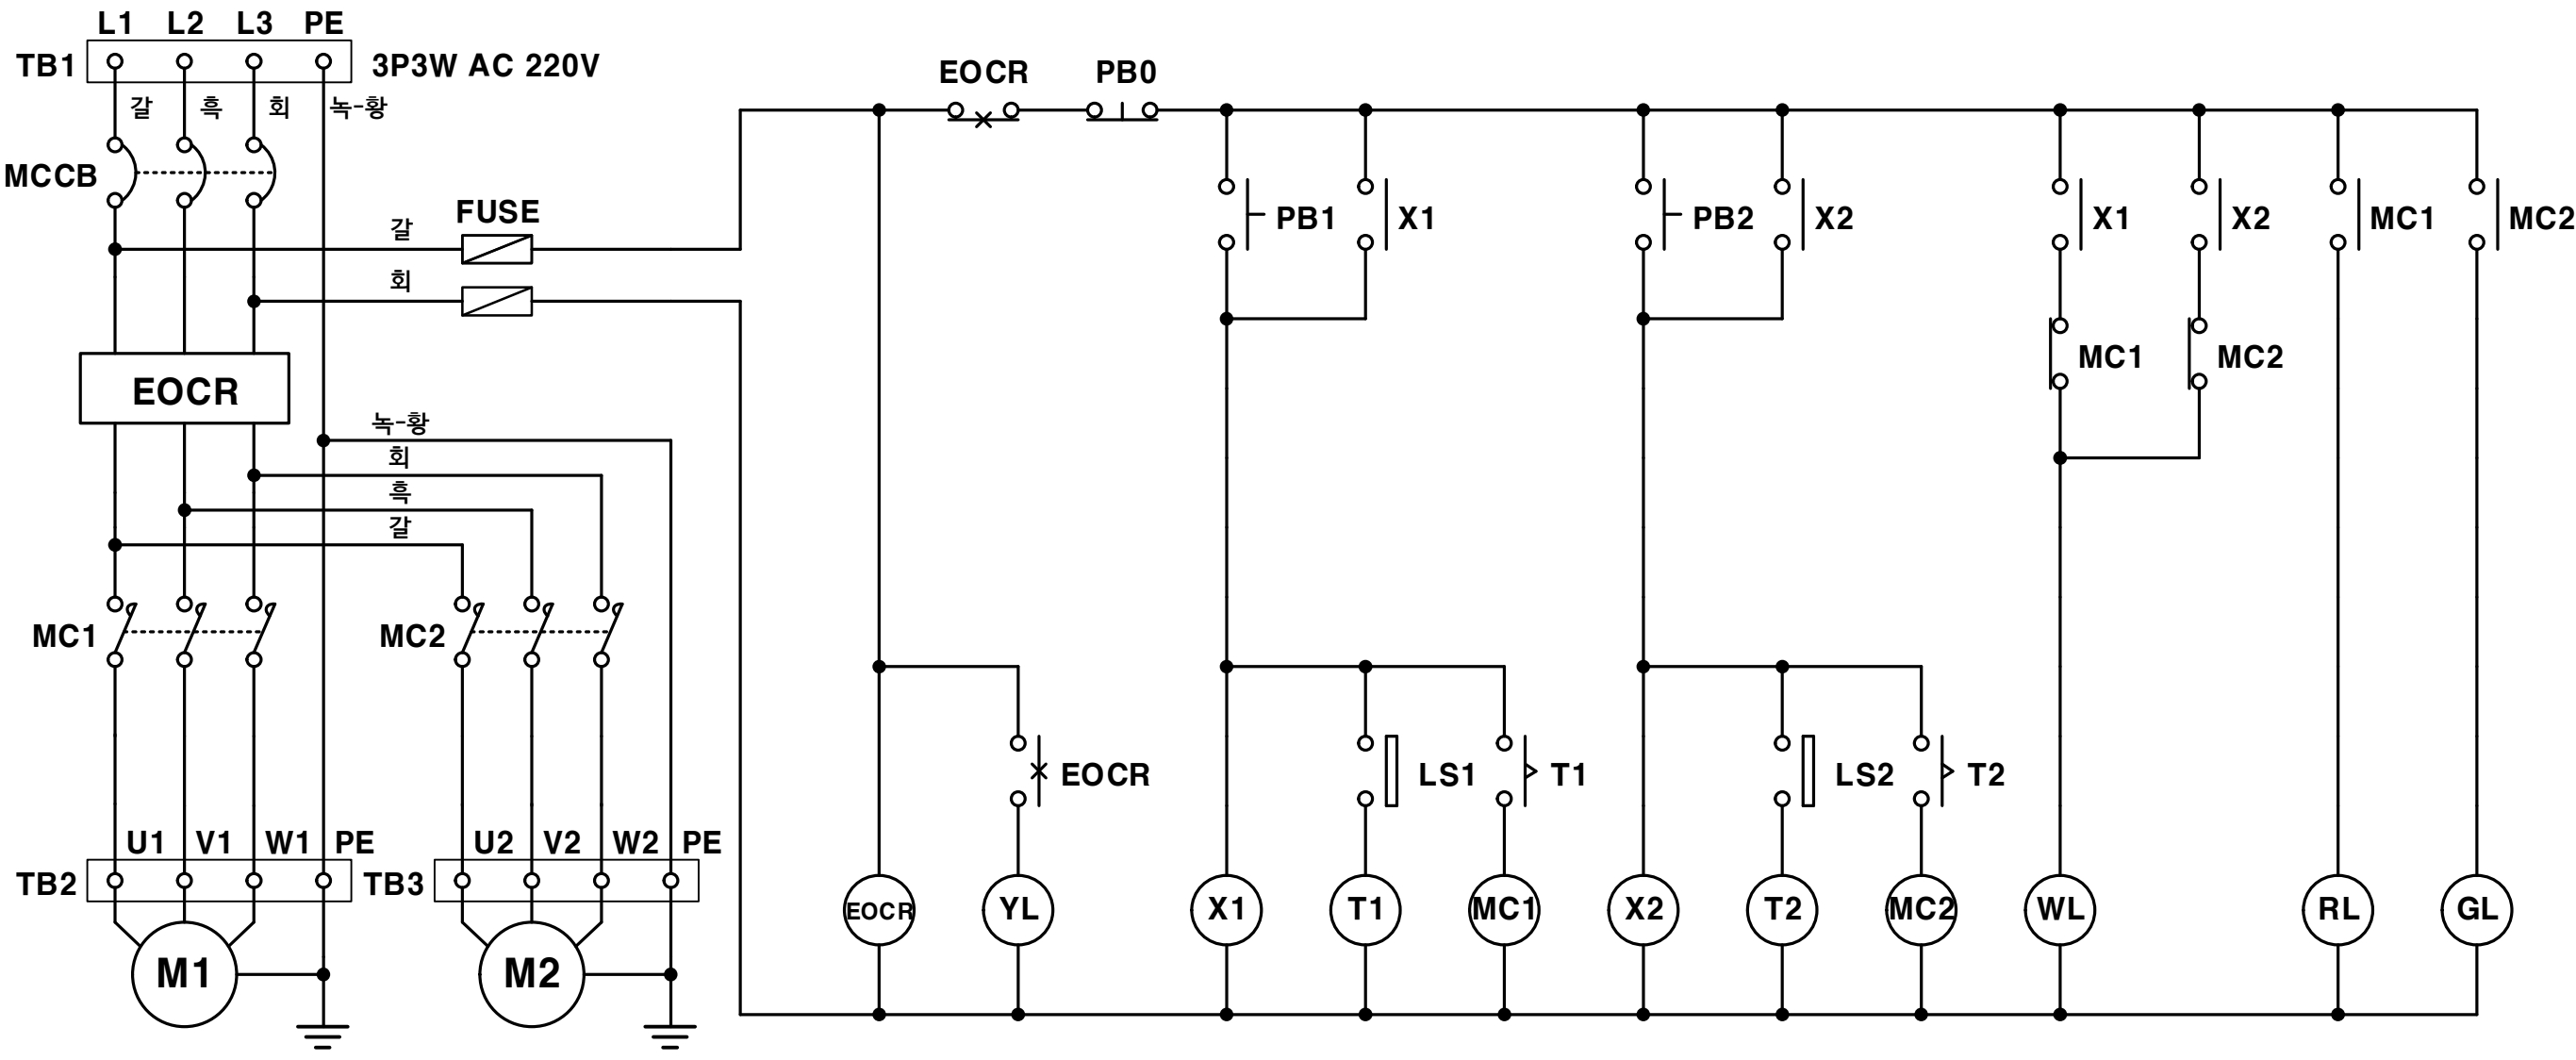 L1 L2 L3 PE
TB1 3P3W AC 220V
갈 흑 회 녹-황
EOCR PB0
MCCB
FUSE
갈
회
PB1 X1 PB2 X2 X1 X2 MC1 MC2
MC1 MC2
EOCR
녹-황
회
흑
갈
MC1 MC2
EOCR LS1 T1 LS2 T2
U1 V1 W1 PE U2 V2 W2 PE
TB2 TB3
EOCR YL X1 T1 MC1 X2 T2 MC2 WL RL GL
M1 M2